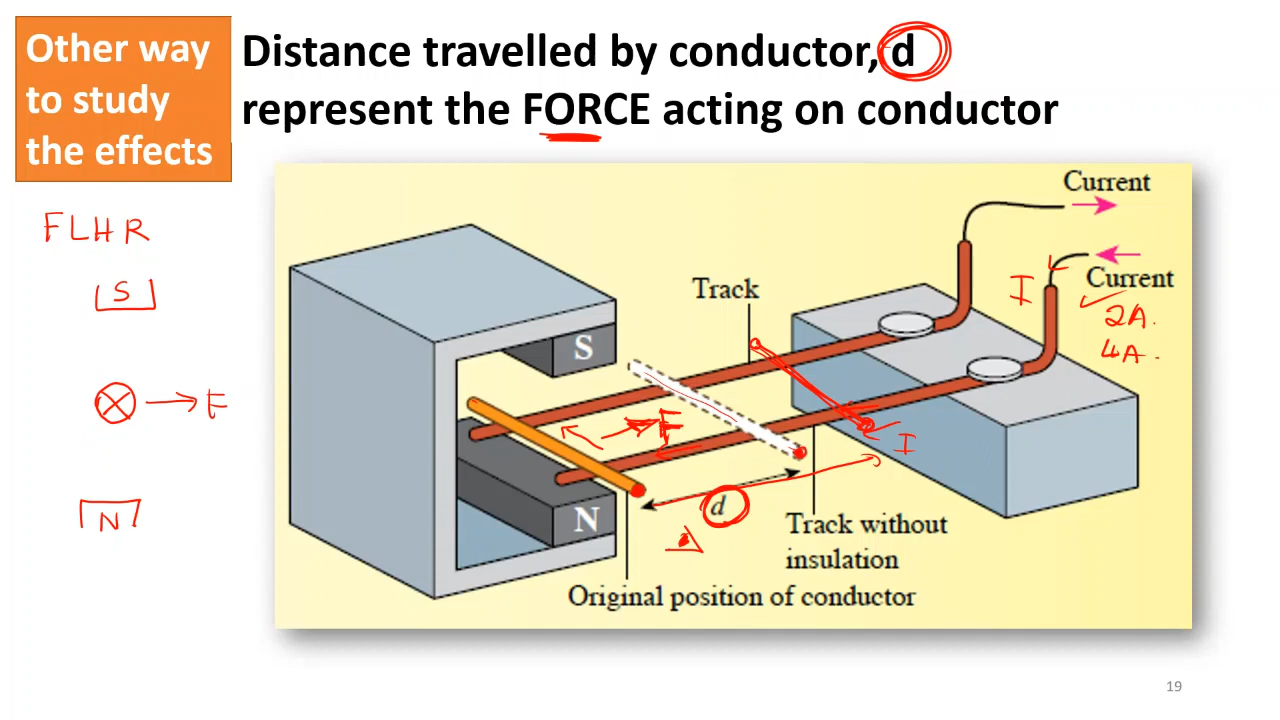 Other way
to study
the effects
Distance travelled by conductor, d
represent the FORCE acting on conductor
FLHR
S
F
N
Current
Current
I
2A.
4A.
Track
S
F
I
d
N
Track without
insulation
Original position of conductor
19